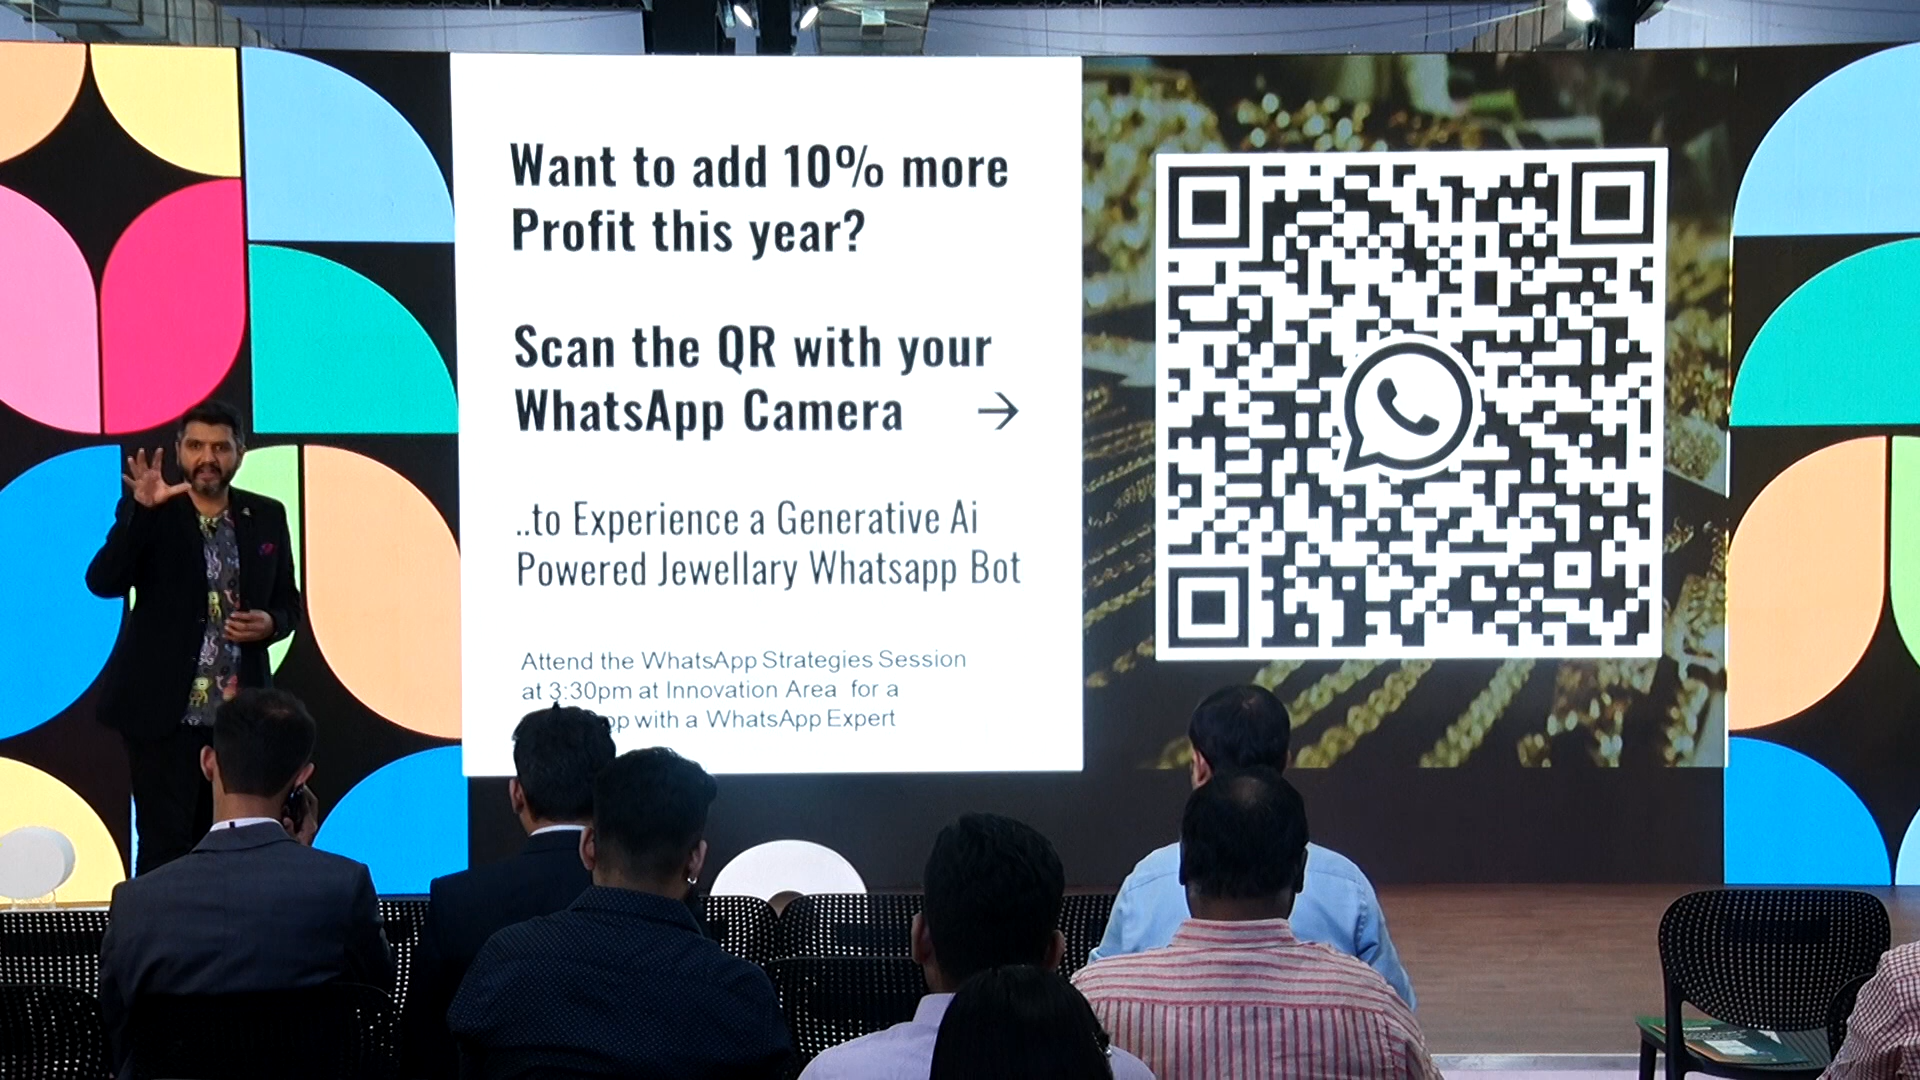 Want to add 10% more
Profit this year?
Scan the QR with your
WhatsApp Camera →
..to Experience a Generative Ai
Powered Jewellary Whatsapp Bot
Attend the WhatsApp Strategies Session
at 3:30pm at Innovation Area for a
with a WhatsApp Expert